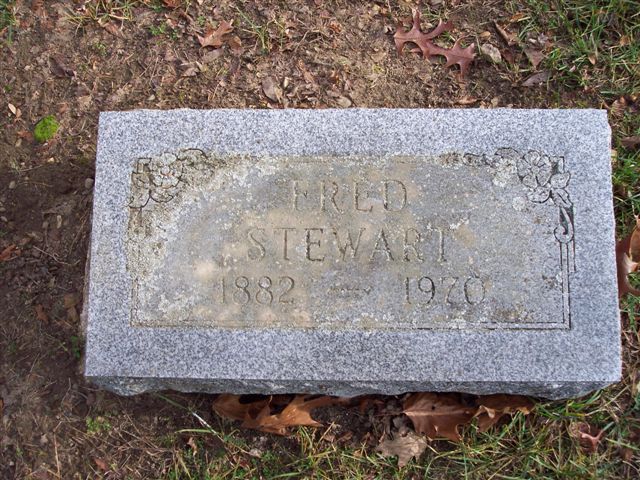 FRED
STEWART
1882 — 1970